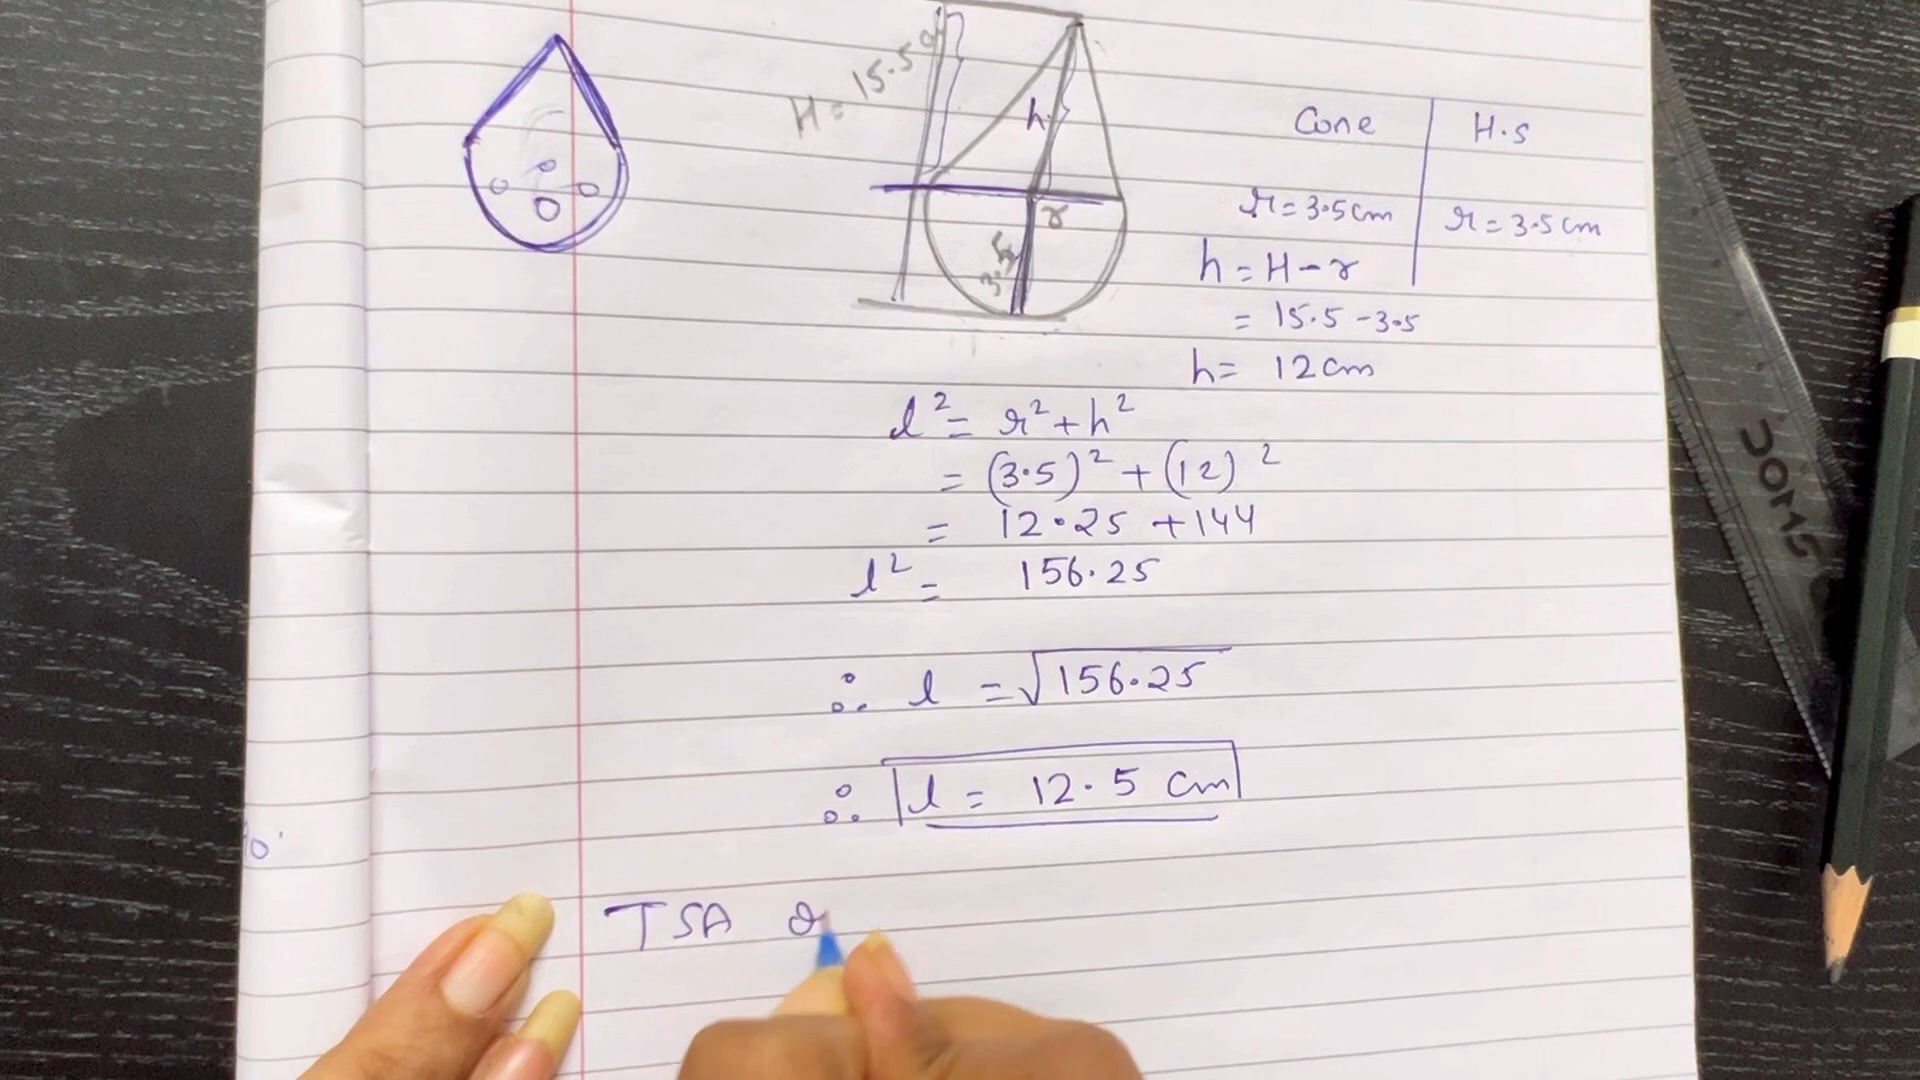 H = 15.5
h
r
3.5
Cone H.S
r = 3.5 cm r = 3.5 cm
h = H - r
= 15.5 - 3.5
h = 12 cm
l² = r² + h²
= (3.5)² + (12)²
= 12.25 + 144
l² = 156.25
∴ l = √156.25
∴ l = 12.5 cm
TSA
DOMS